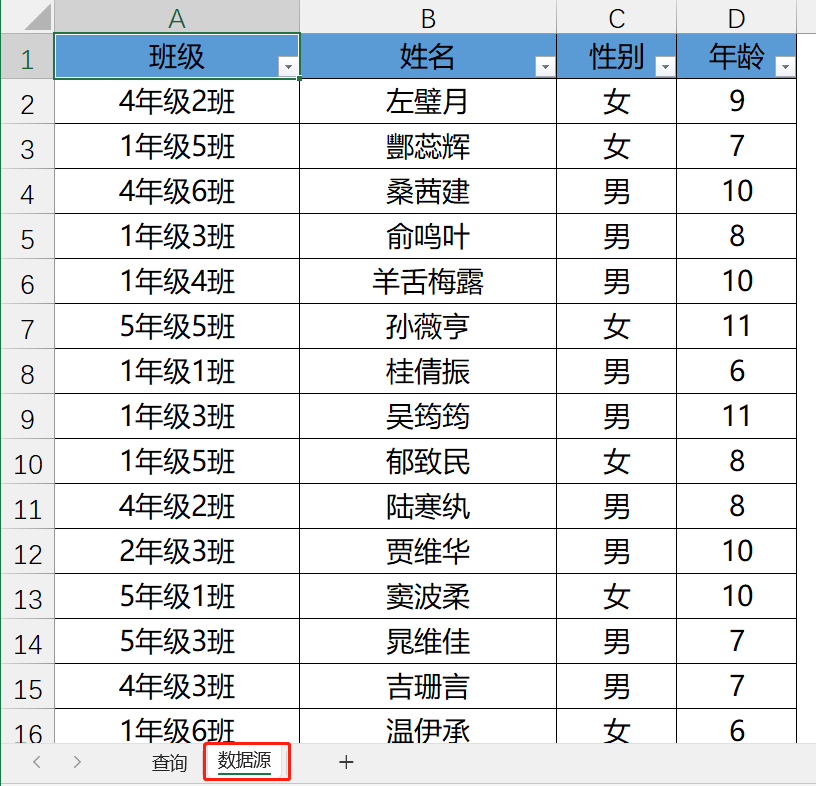 A B C D
1 班级 姓名 性别 年龄
2 4年级2班 左璧月 女 9
3 1年级5班 酆蕊辉 女 7
4 4年级6班 桑茜建 男 10
5 1年级3班 俞鸣叶 男 8
6 1年级4班 羊舌梅露 男 10
7 5年级5班 孙薇亨 女 11
8 1年级1班 桂倩振 男 6
9 1年级3班 吴筠筠 男 11
10 1年级5班 郁致民 女 8
11 4年级2班 陆寒纨 男 8
12 2年级3班 贾维华 男 10
13 5年级1班 窦波柔 女 10
14 5年级3班 晁维佳 男 7
15 4年级3班 吉珊言 男 7
16 1年级6班 温伊承 女 6
查询 数据源